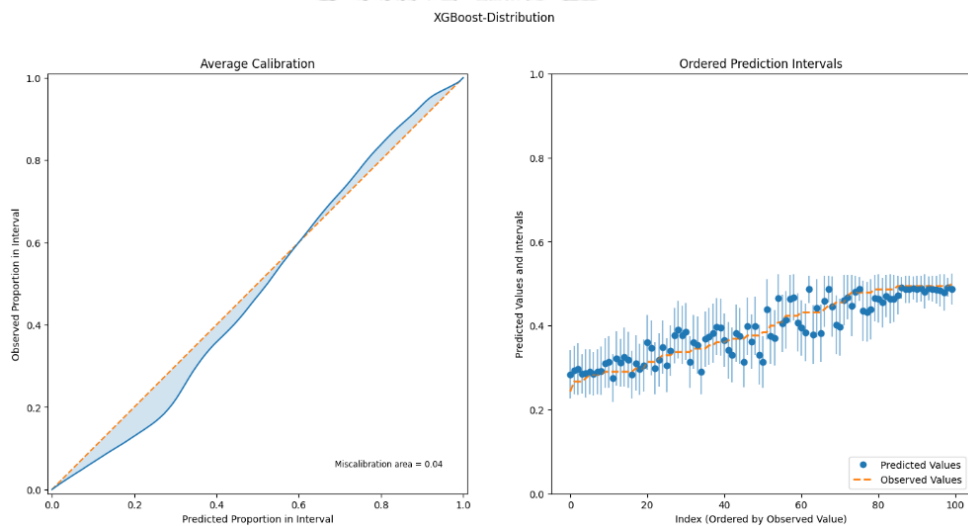 XGBoost-Distribution
Average Calibration
1.0
0.8
0.6
0.4
0.2
0.0
Observed Proportion in Interval
Miscalibration area = 0.04
0.0 0.2 0.4 0.6 0.8 1.0
Predicted Proportion in Interval
Ordered Prediction Intervals
1.0
0.8
0.6
0.4
0.2
0.0
Predicted Values and Intervals
Predicted Values
Observed Values
0 20 40 60 80 100
Index (Ordered by Observed Value)